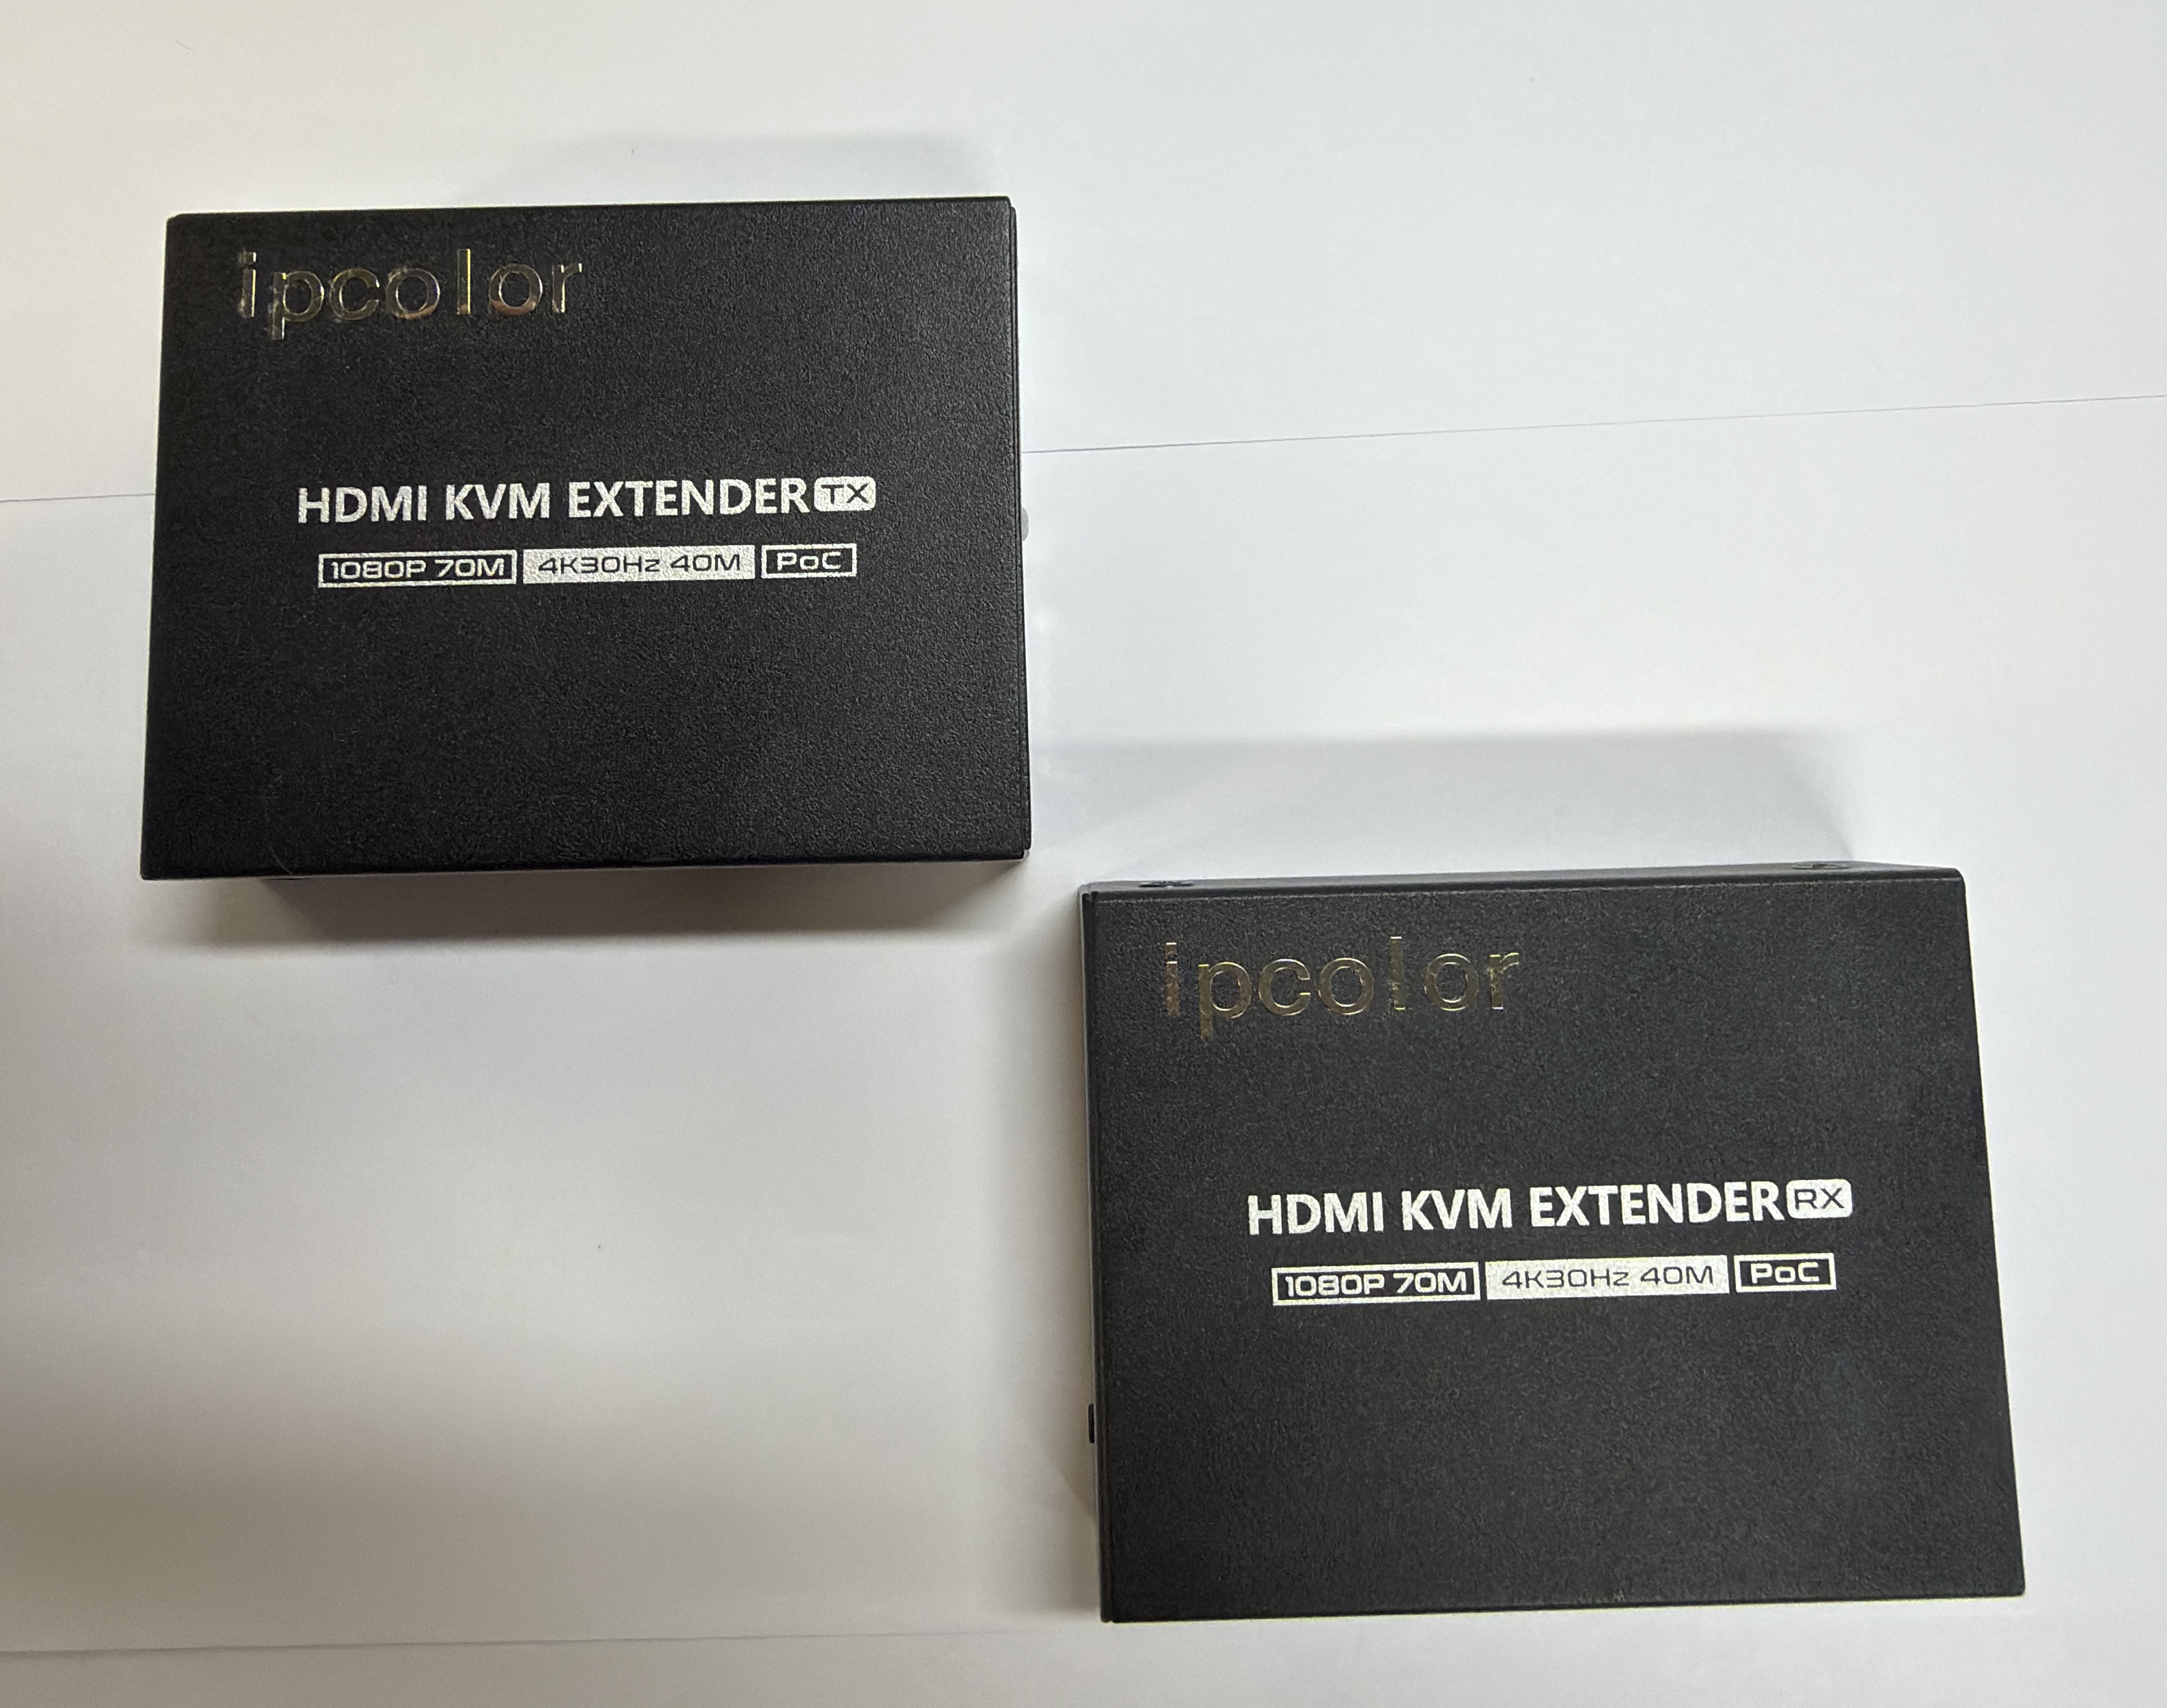 ipcolor
HDMI KVM EXTENDER TX
1080P 70M 4K30Hz 40M PoC
ipcolor
HDMI KVM EXTENDER RX
1080P 70M 4K30Hz 40M PoC